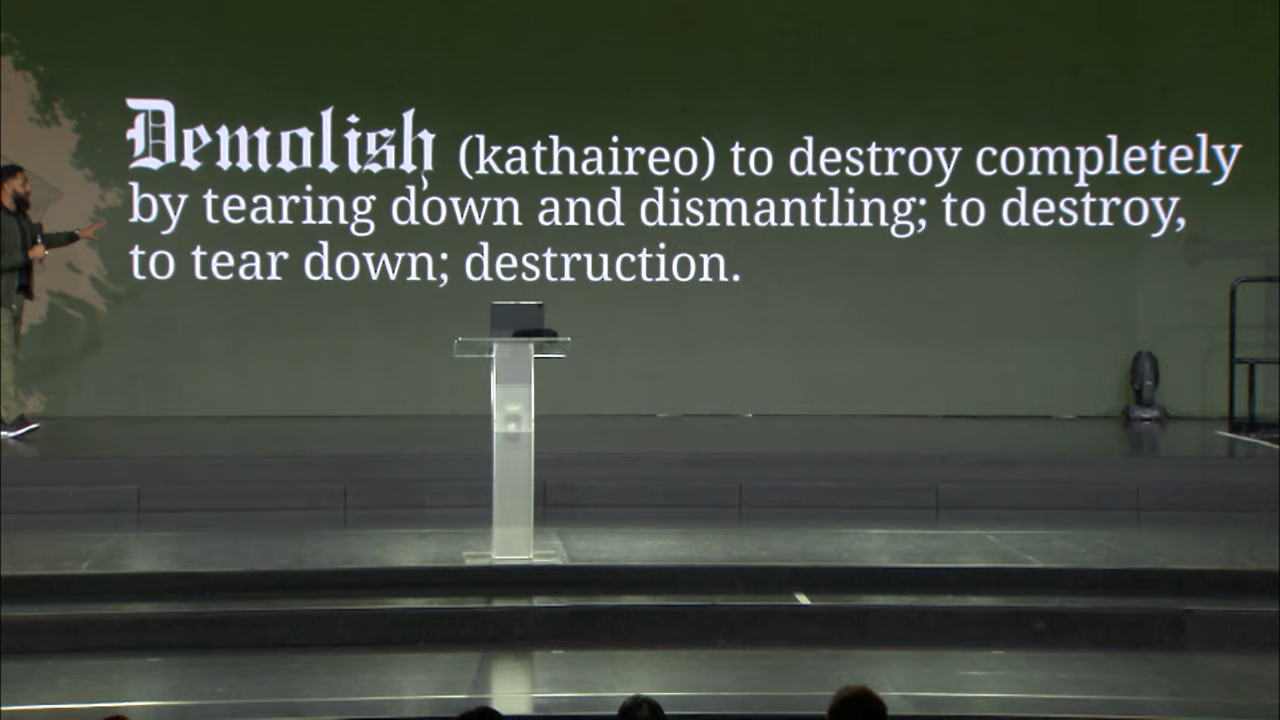 Demolish (kathaireo) to destroy completely
by tearing down and dismantling; to destroy,
to tear down; destruction.